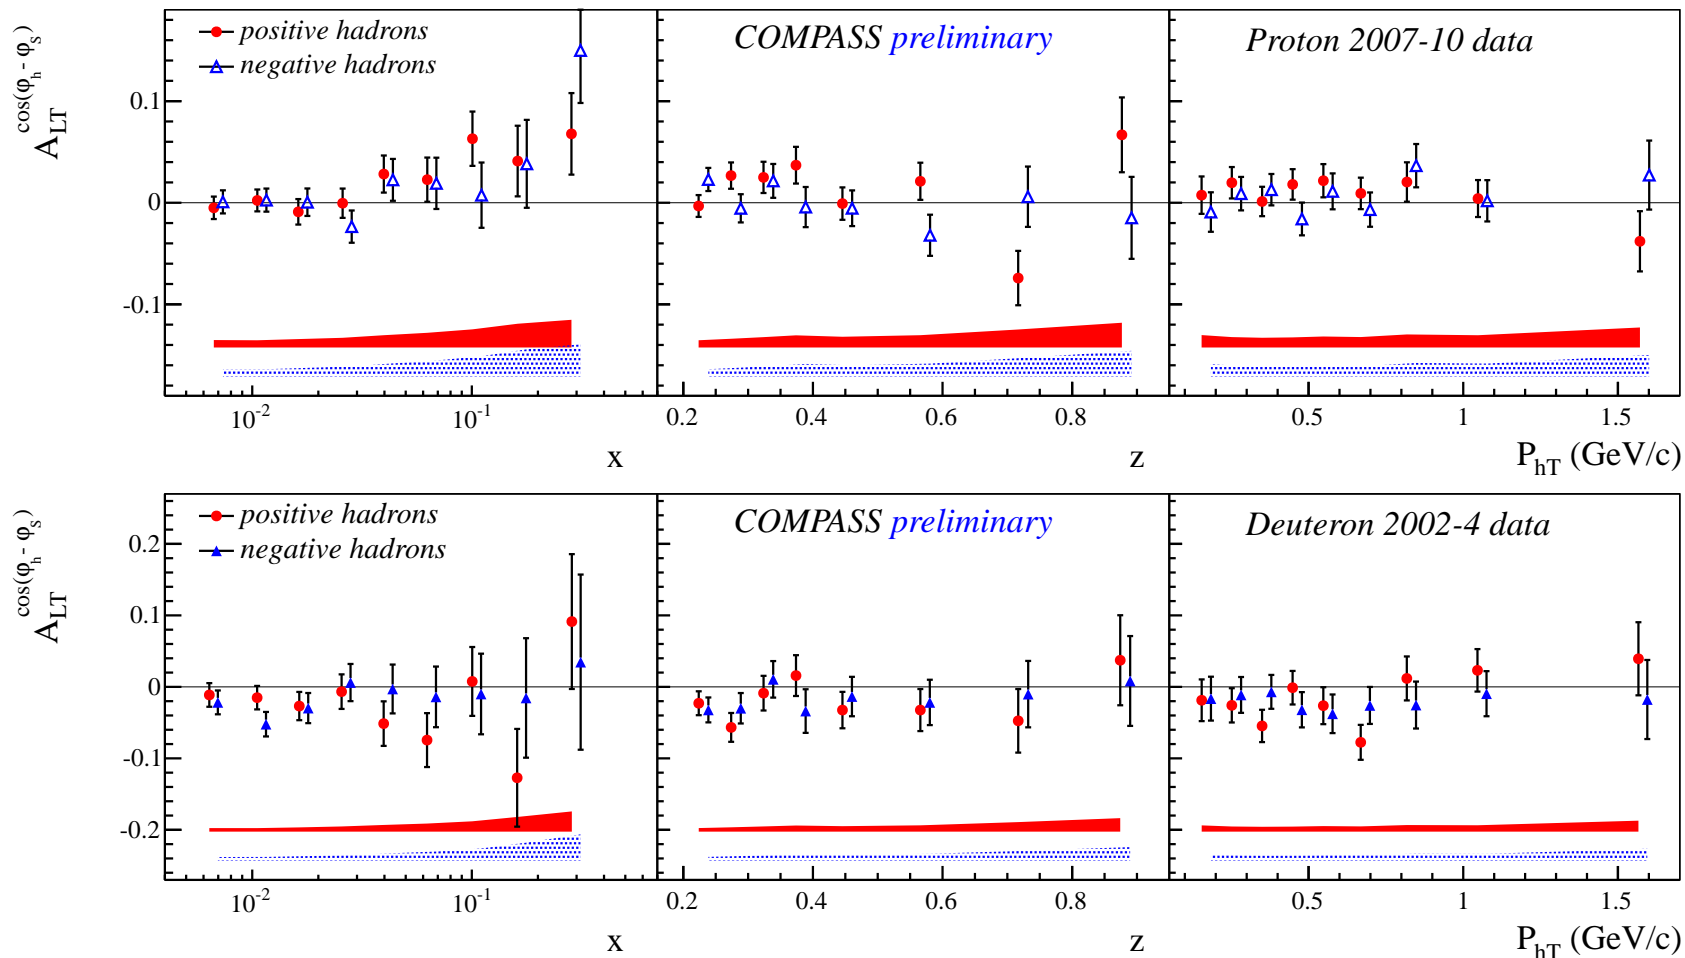 positive hadrons
negative hadrons
COMPASS preliminary
Proton 2007-10 data
A_LT^cos(φ_h - φ_s)
0.1
0
-0.1
10^-2
10^-1
0.2
0.4
0.6
0.8
0.5
1
1.5
x
z
P_hT (GeV/c)
positive hadrons
negative hadrons
COMPASS preliminary
Deuteron 2002-4 data
A_LT^cos(φ_h - φ_s)
0.2
0.1
0
-0.1
-0.2
10^-2
10^-1
0.2
0.4
0.6
0.8
0.5
1
1.5
x
z
P_hT (GeV/c)